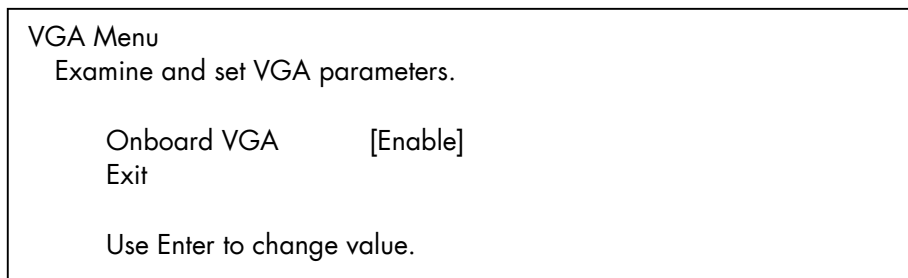 VGA Menu
Examine and set VGA parameters.
Onboard VGA [Enable]
Exit
Use Enter to change value.